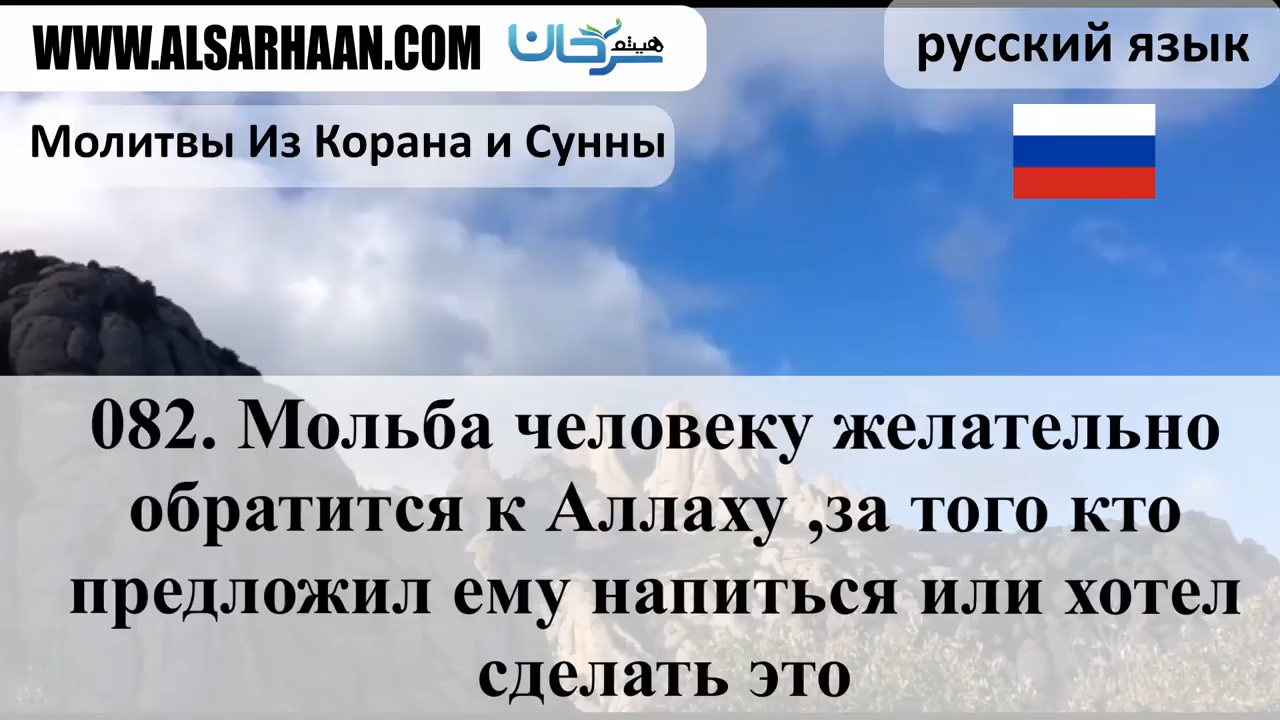 WWW.ALSARHAAN.COM
هيثم سرحان
русский язык
Молитвы Из Корана и Сунны
082. Мольба человеку желательно
обратится к Аллаху ,за того кто
предложил ему напиться или хотел
сделать это